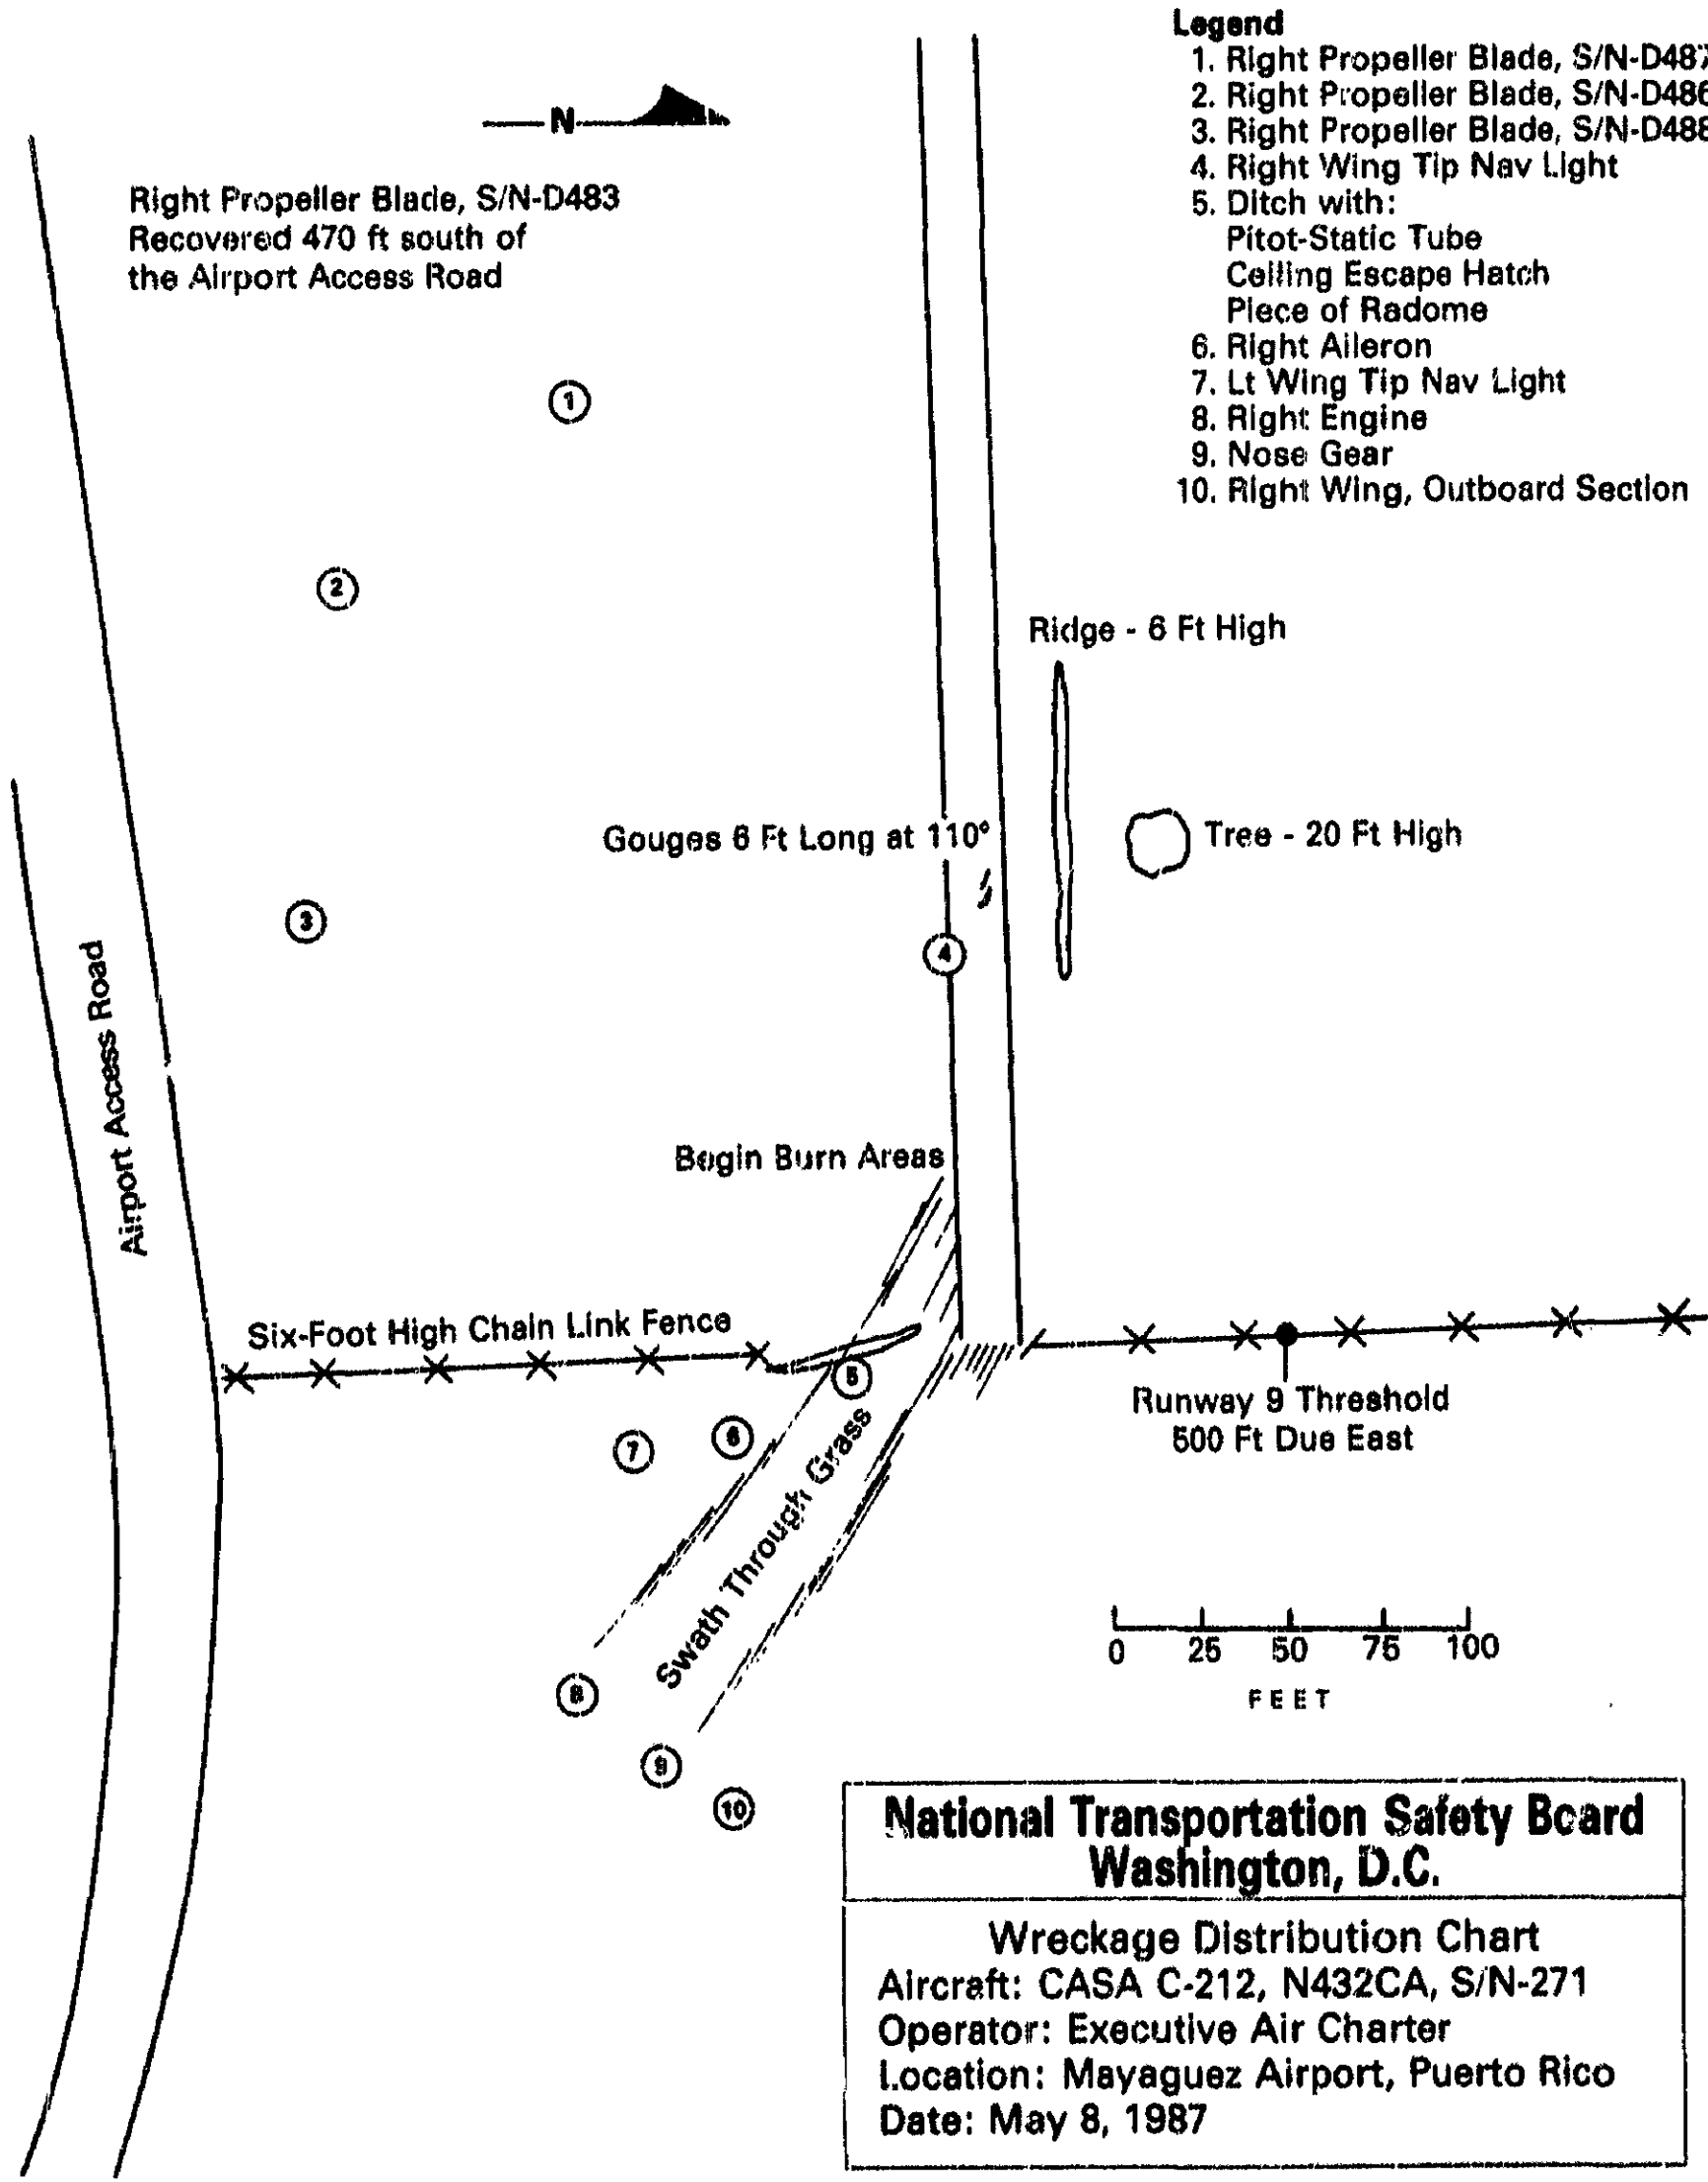 Legend
1. Right Propeller Blade, S/N-D487
2. Right Propeller Blade, S/N-D486
3. Right Propeller Blade, S/N-D488
4. Right Wing Tip Nav Light
5. Ditch with:
Pitot-Static Tube
Ceiling Escape Hatch
Piece of Radome
6. Right Aileron
7. Lt Wing Tip Nav Light
8. Right Engine
9. Nose Gear
10. Right Wing, Outboard Section
N
Right Propeller Blade, S/N-D483
Recovered 470 ft south of
the Airport Access Road
1
2
Ridge - 6 Ft High
Gouges 6 Ft Long at 110°
Tree - 20 Ft High
3
4
Airport Access Road
Begin Burn Areas
Six-Foot High Chain Link Fence
5
Runway 9 Threshold
500 Ft Due East
6
7
Swath Through Grass
0 25 50 75 100
FEET
8
9
10
National Transportation Safety Board
Washington, D.C.
Wreckage Distribution Chart
Aircraft: CASA C-212, N432CA, S/N-271
Operator: Executive Air Charter
Location: Mayaguez Airport, Puerto Rico
Date: May 8, 1987